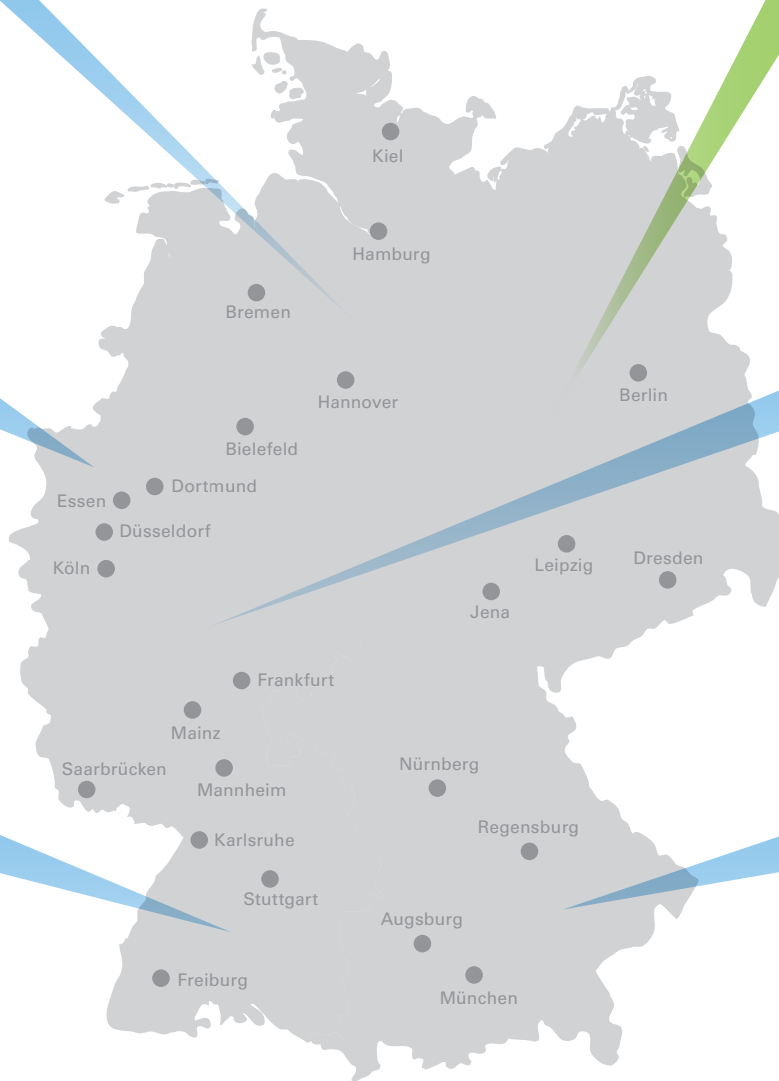 Kiel
Hamburg
Bremen
Hannover
Berlin
Bielefeld
Dortmund
Essen
Düsseldorf
Köln
Leipzig
Dresden
Jena
Frankfurt
Mainz
Saarbrücken
Mannheim
Nürnberg
Regensburg
Karlsruhe
Stuttgart
Augsburg
Freiburg
München